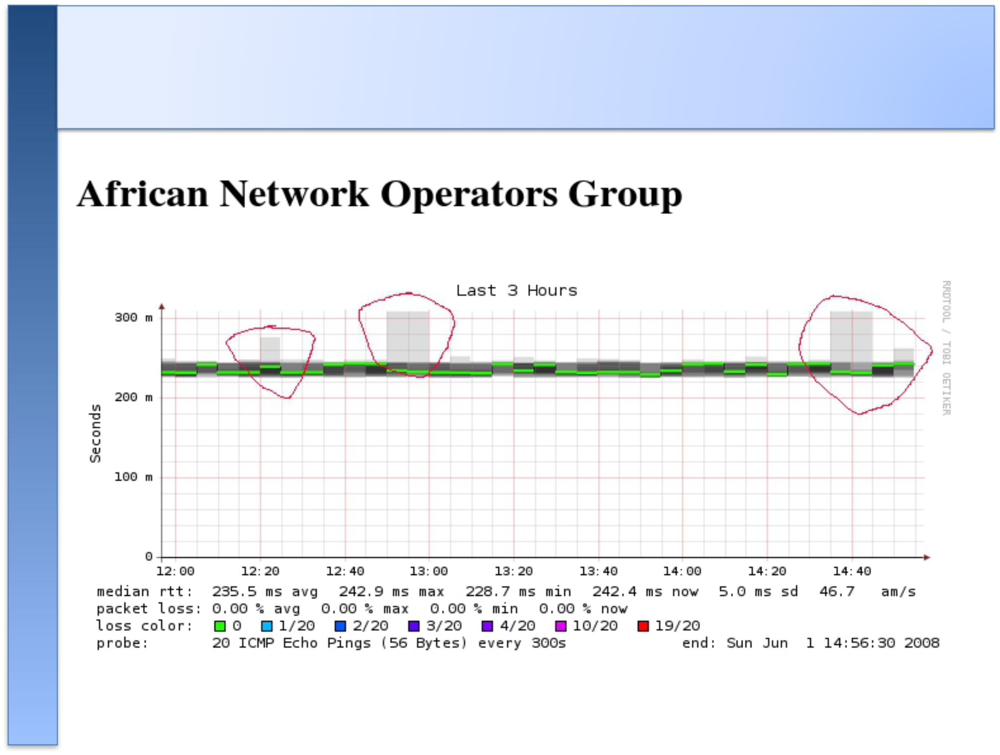 African Network Operators Group
Last 3 Hours
RRDTOOL / TOBI OETIKER
300 m
200 m
100 m
0
Seconds
12:00 12:20 12:40 13:00 13:20 13:40 14:00 14:20 14:40
median rtt: 235.5 ms avg 242.9 ms max 228.7 ms min 242.4 ms now 5.0 ms sd 46.7 am/s
packet loss: 0.00 % avg 0.00 % max 0.00 % min 0.00 % now
loss color: 0 1/20 2/20 3/20 4/20 10/20 19/20
probe: 20 ICMP Echo Pings (56 Bytes) every 300s end: Sun Jun 1 14:56:30 2008